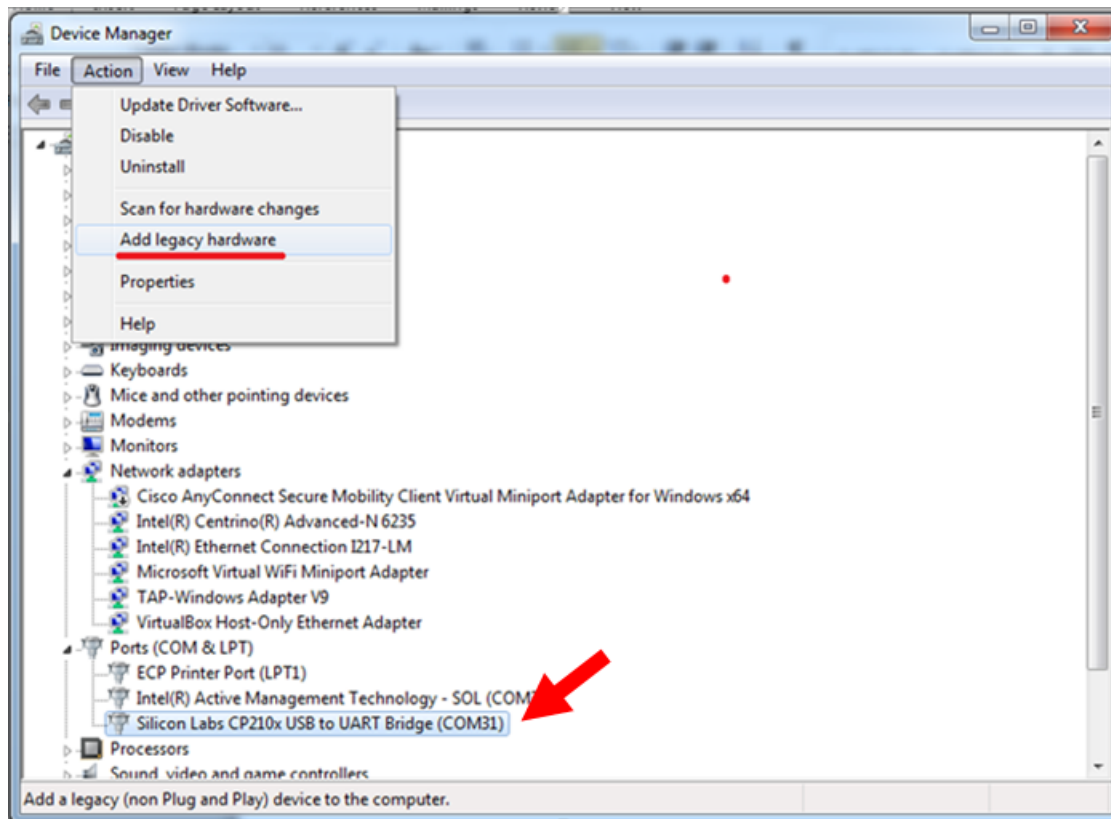 Device Manager
File Action View Help
Update Driver Software...
Disable
Uninstall
Scan for hardware changes
Add legacy hardware
Properties
Help
Imaging devices
Keyboards
Mice and other pointing devices
Modems
Monitors
Network adapters
Cisco AnyConnect Secure Mobility Client Virtual Miniport Adapter for Windows x64
Intel(R) Centrino(R) Advanced-N 6235
Intel(R) Ethernet Connection I217-LM
Microsoft Virtual WiFi Miniport Adapter
TAP-Windows Adapter V9
VirtualBox Host-Only Ethernet Adapter
Ports (COM & LPT)
ECP Printer Port (LPT1)
Intel(R) Active Management Technology - SOL (COM
Silicon Labs CP210x USB to UART Bridge (COM31)
Processors
Sound, video and game controllers
Add a legacy (non Plug and Play) device to the computer.